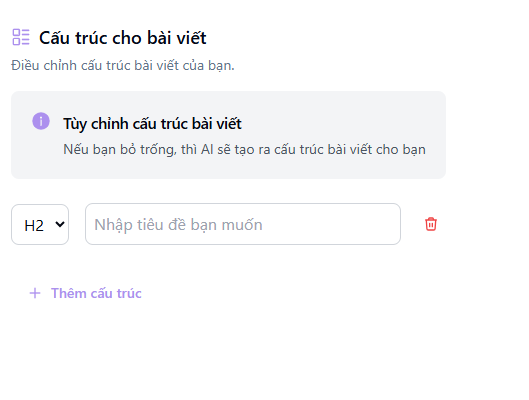 Cấu trúc cho bài viết
Điều chỉnh cấu trúc bài viết của bạn.
Tùy chỉnh cấu trúc bài viết
Nếu bạn bỏ trống, thì AI sẽ tạo ra cấu trúc bài viết cho bạn
H2
Nhập tiêu đề bạn muốn
Thêm cấu trúc